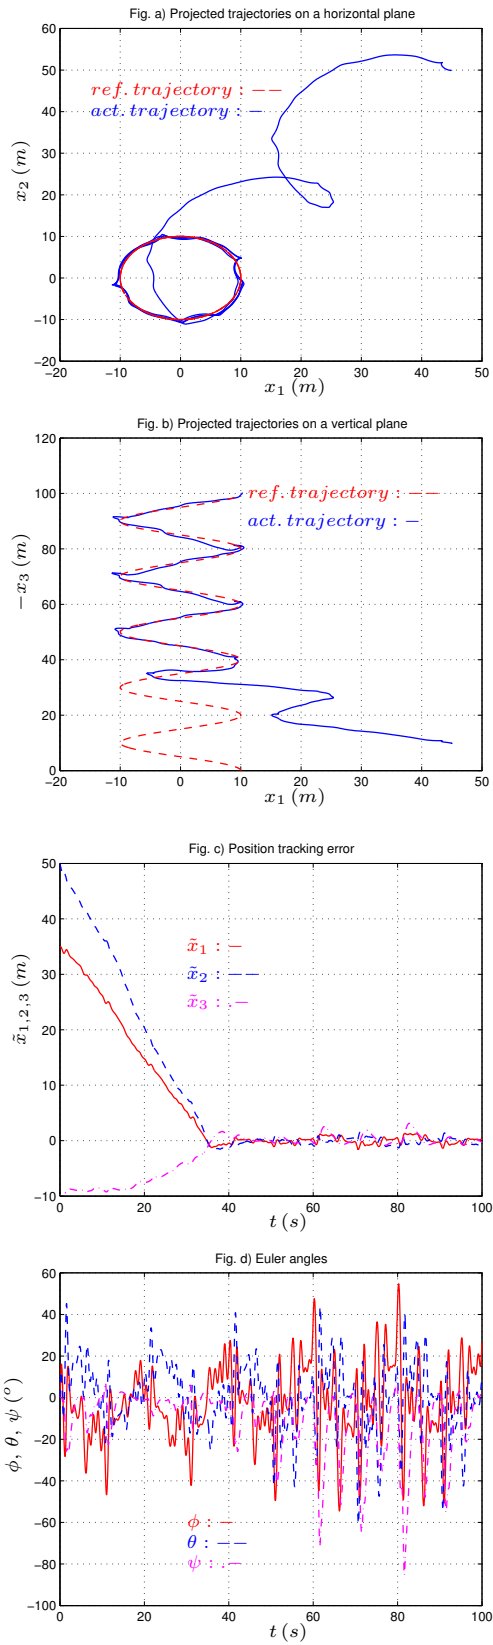 Fig. a) Projected trajectories on a horizontal plane
60
50
40
30
20
10
0
−10
−20
x₂ (m)
ref. trajectory : −−
act. trajectory : −
−20 −10 0 10 20 30 40 50
x₁ (m)
Fig. b) Projected trajectories on a vertical plane
120
100
80
60
40
20
0
−x₃ (m)
ref. trajectory : −−
act. trajectory : −
−20 −10 0 10 20 30 40 50
x₁ (m)
Fig. c) Position tracking error
50
40
30
20
10
0
−10
x̃₁,₂,₃ (m)
x̃₁ : −
x̃₂ : −−
x̃₃ : .−
0 20 40 60 80 100
t (s)
Fig. d) Euler angles
60
40
20
0
−20
−40
−60
−80
−100
ϕ, θ, ψ (°)
ϕ : −
θ : −−
ψ : .−
0 20 40 60 80 100
t (s)